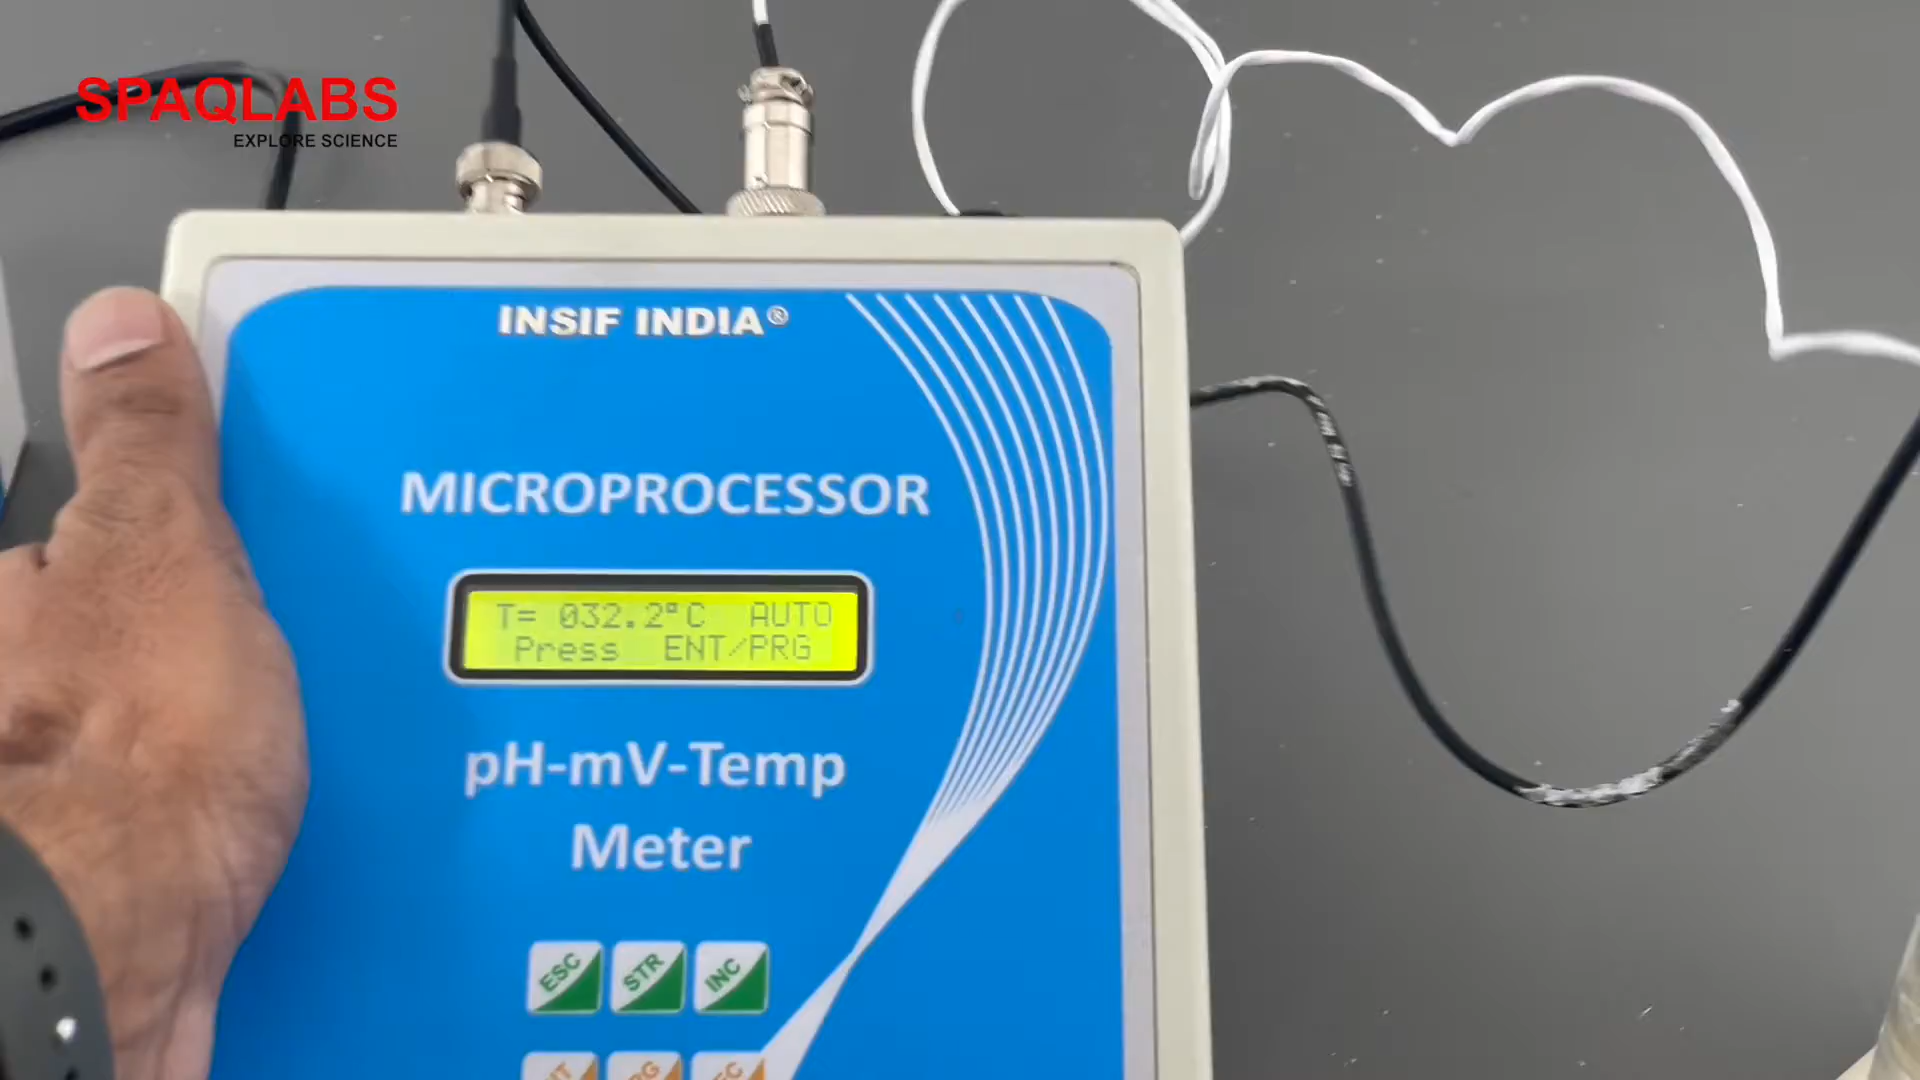 SPAQLABS
EXPLORE SCIENCE
INSIF INDIA®
MICROPROCESSOR
T= 032.2°C AUTO
Press ENT/PRG
pH-mV-Temp
Meter
ESC STR INC